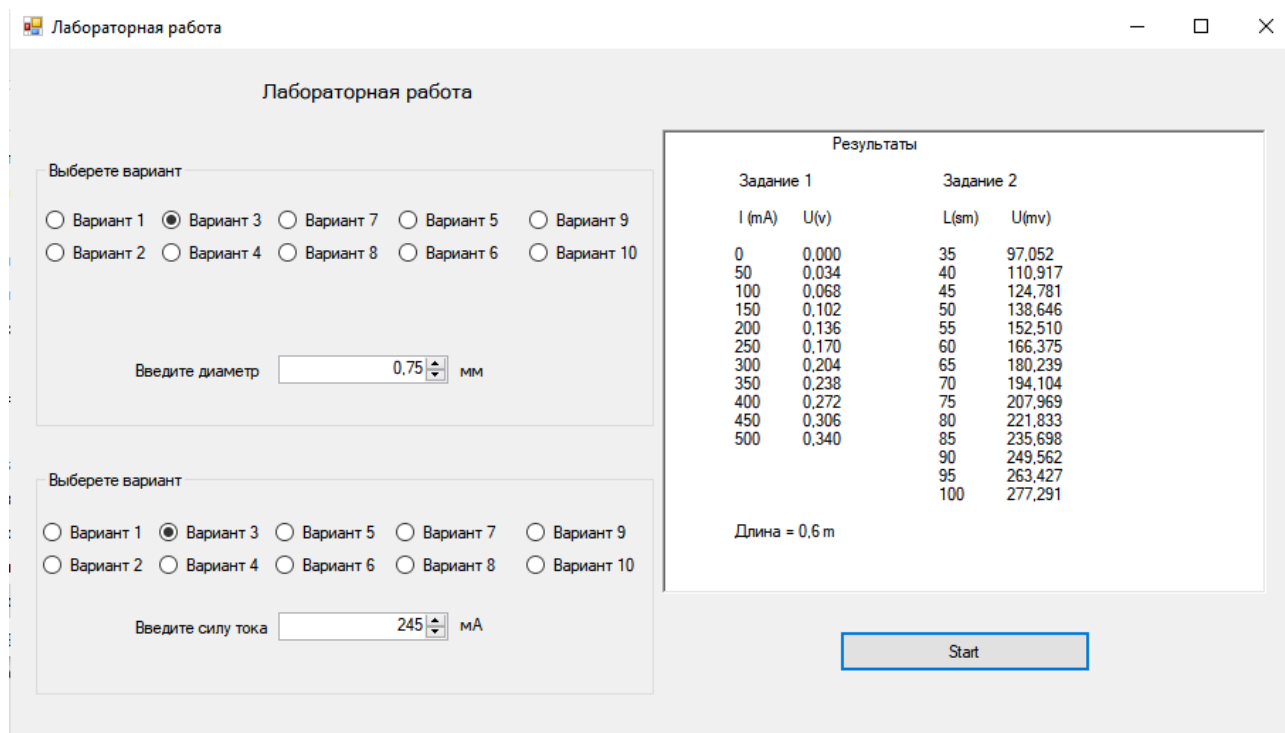 Лабораторная работа
Лабораторная работа
Выберете вариант
Вариант 1 Вариант 3 Вариант 7 Вариант 5 Вариант 9
Вариант 2 Вариант 4 Вариант 8 Вариант 6 Вариант 10
Введите диаметр 0,75 мм
Выберете вариант
Вариант 1 Вариант 3 Вариант 5 Вариант 7 Вариант 9
Вариант 2 Вариант 4 Вариант 6 Вариант 8 Вариант 10
Введите силу тока 245 мА
Результаты
Задание 1 Задание 2
I (mA) U(v) L(sm) U(mv)
0 0,000 35 97,052
50 0,034 40 110,917
100 0,068 45 124,781
150 0,102 50 138,646
200 0,136 55 152,510
250 0,170 60 166,375
300 0,204 65 180,239
350 0,238 70 194,104
400 0,272 75 207,969
450 0,306 80 221,833
500 0,340 85 235,698
90 249,562
95 263,427
100 277,291
Длина = 0,6 m
Start